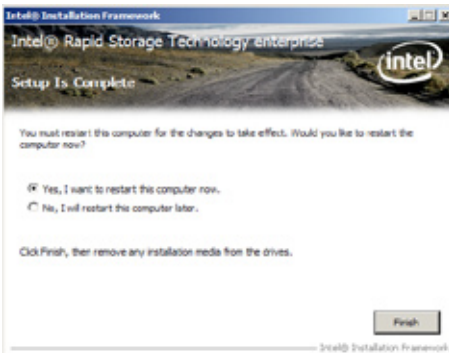 Intel® Installation Framework
Intel® Rapid Storage Technology enterprise
intel
Setup Is Complete
You must restart this computer for the changes to take effect. Would you like to restart the
computer now?
Yes, I want to restart this computer now.
No, I will restart this computer later.
Click Finish, then remove any installation media from the drives.
Finish
Intel® Installation Framework